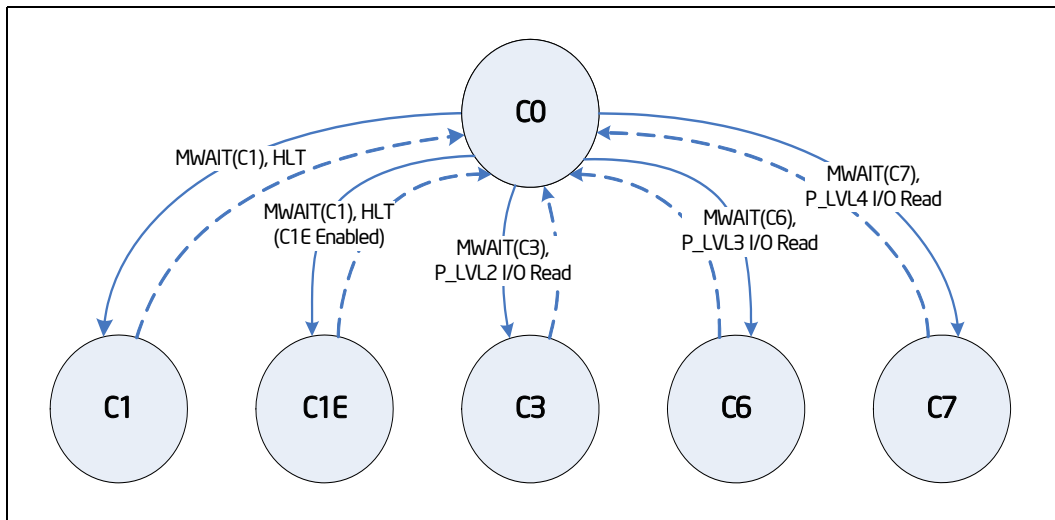 C0
MWAIT(C1), HLT
MWAIT(C1), HLT
(C1E Enabled)
MWAIT(C3),
P_LVL2 I/O Read
MWAIT(C6),
P_LVL3 I/O Read
MWAIT(C7),
P_LVL4 I/O Read
C1
C1E
C3
C6
C7